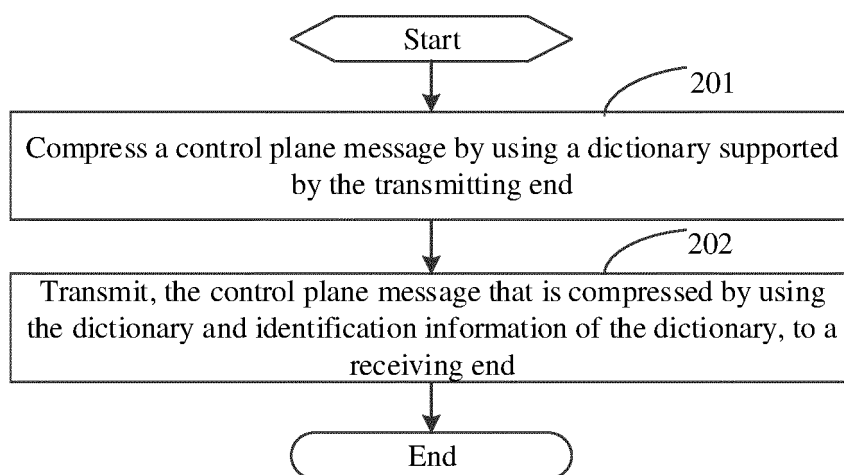 Start
201
Compress a control plane message by using a dictionary supported
by the transmitting end
202
Transmit, the control plane message that is compressed by using
the dictionary and identification information of the dictionary, to a
receiving end
End